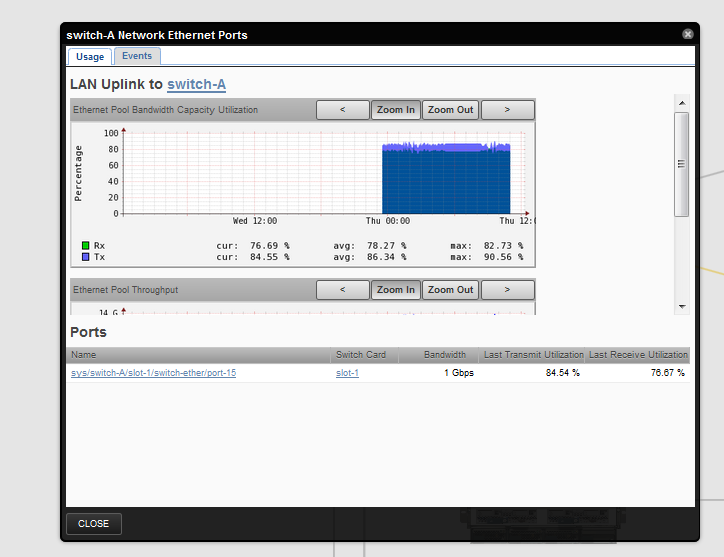 switch-A Network Ethernet Ports
Usage Events
LAN Uplink to switch-A
Ethernet Pool Bandwidth Capacity Utilization < Zoom In Zoom Out >
Percentage
100
80
60
40
20
0
Wed 12:00 Thu 00:00 Thu 12:
Rx cur: 76.69 % avg: 78.27 % max: 82.73 %
Tx cur: 84.55 % avg: 86.34 % max: 90.56 %
Ethernet Pool Throughput < Zoom In Zoom Out >
14 G
Ports
Name Switch Card Bandwidth Last Transmit Utilization Last Receive Utilization
sys/switch-A/slot-1/switch-ether/port-15 slot-1 1 Gbps 84.54 % 76.67 %
CLOSE